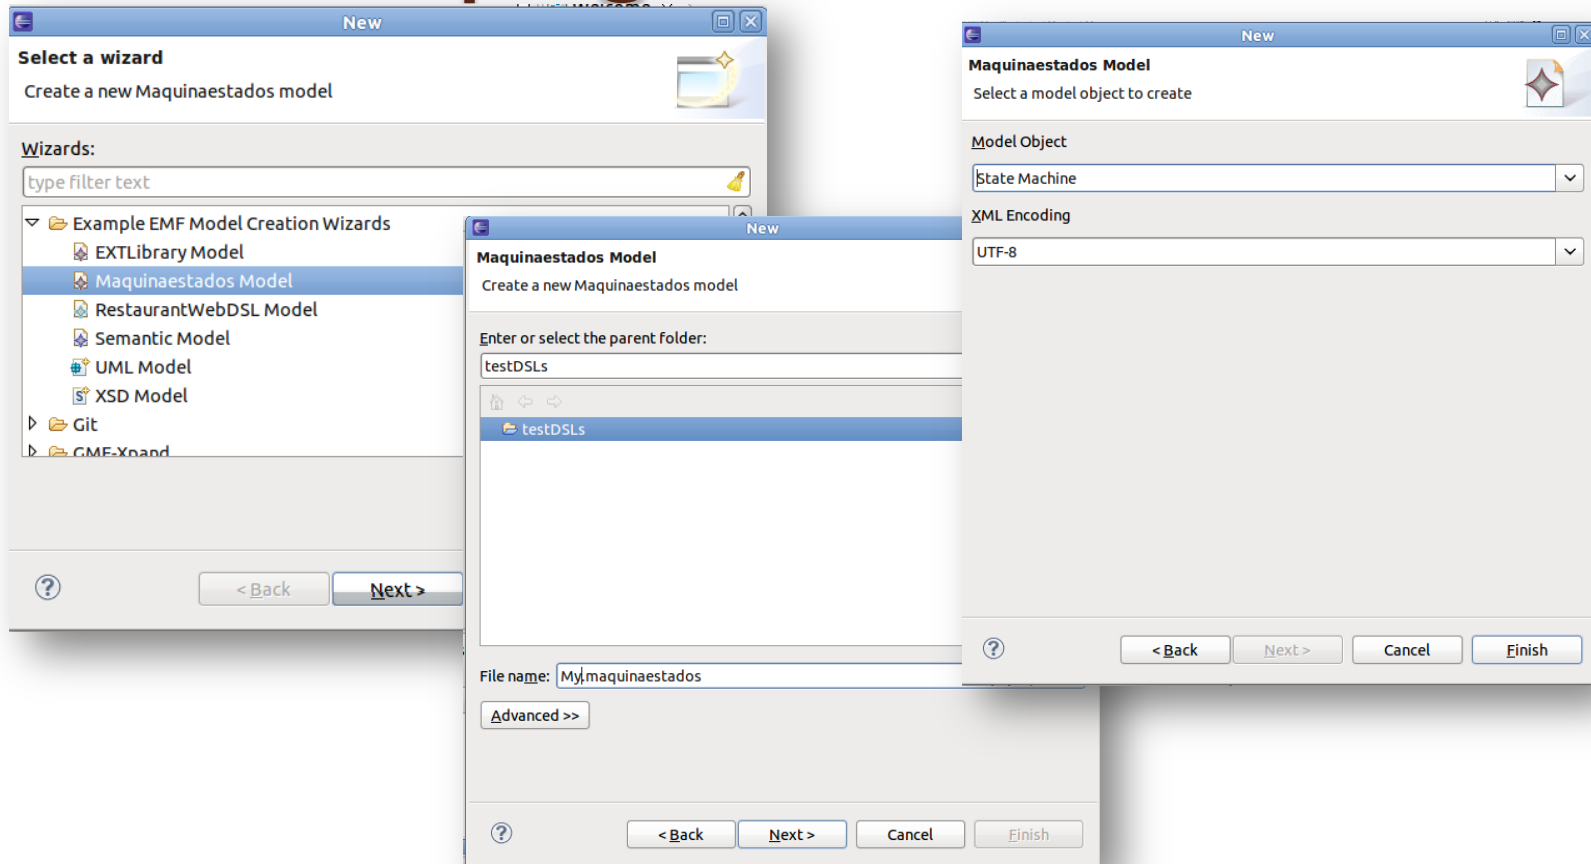 Welcome
New
Select a wizard
Create a new Maquinaestados model
Wizards:
type filter text
Example EMF Model Creation Wizards
EXTLibrary Model
Maquinaestados Model
RestaurantWebDSL Model
Semantic Model
UML Model
XSD Model
Git
GMF-Xpand
< Back
Next >
New
Maquinaestados Model
Create a new Maquinaestados model
Enter or select the parent folder:
testDSLs
testDSLs
File name: My.maquinaestados
Advanced >>
< Back
Next >
Cancel
Finish
New
Maquinaestados Model
Select a model object to create
Model Object
State Machine
XML Encoding
UTF-8
< Back
Next >
Cancel
Finish